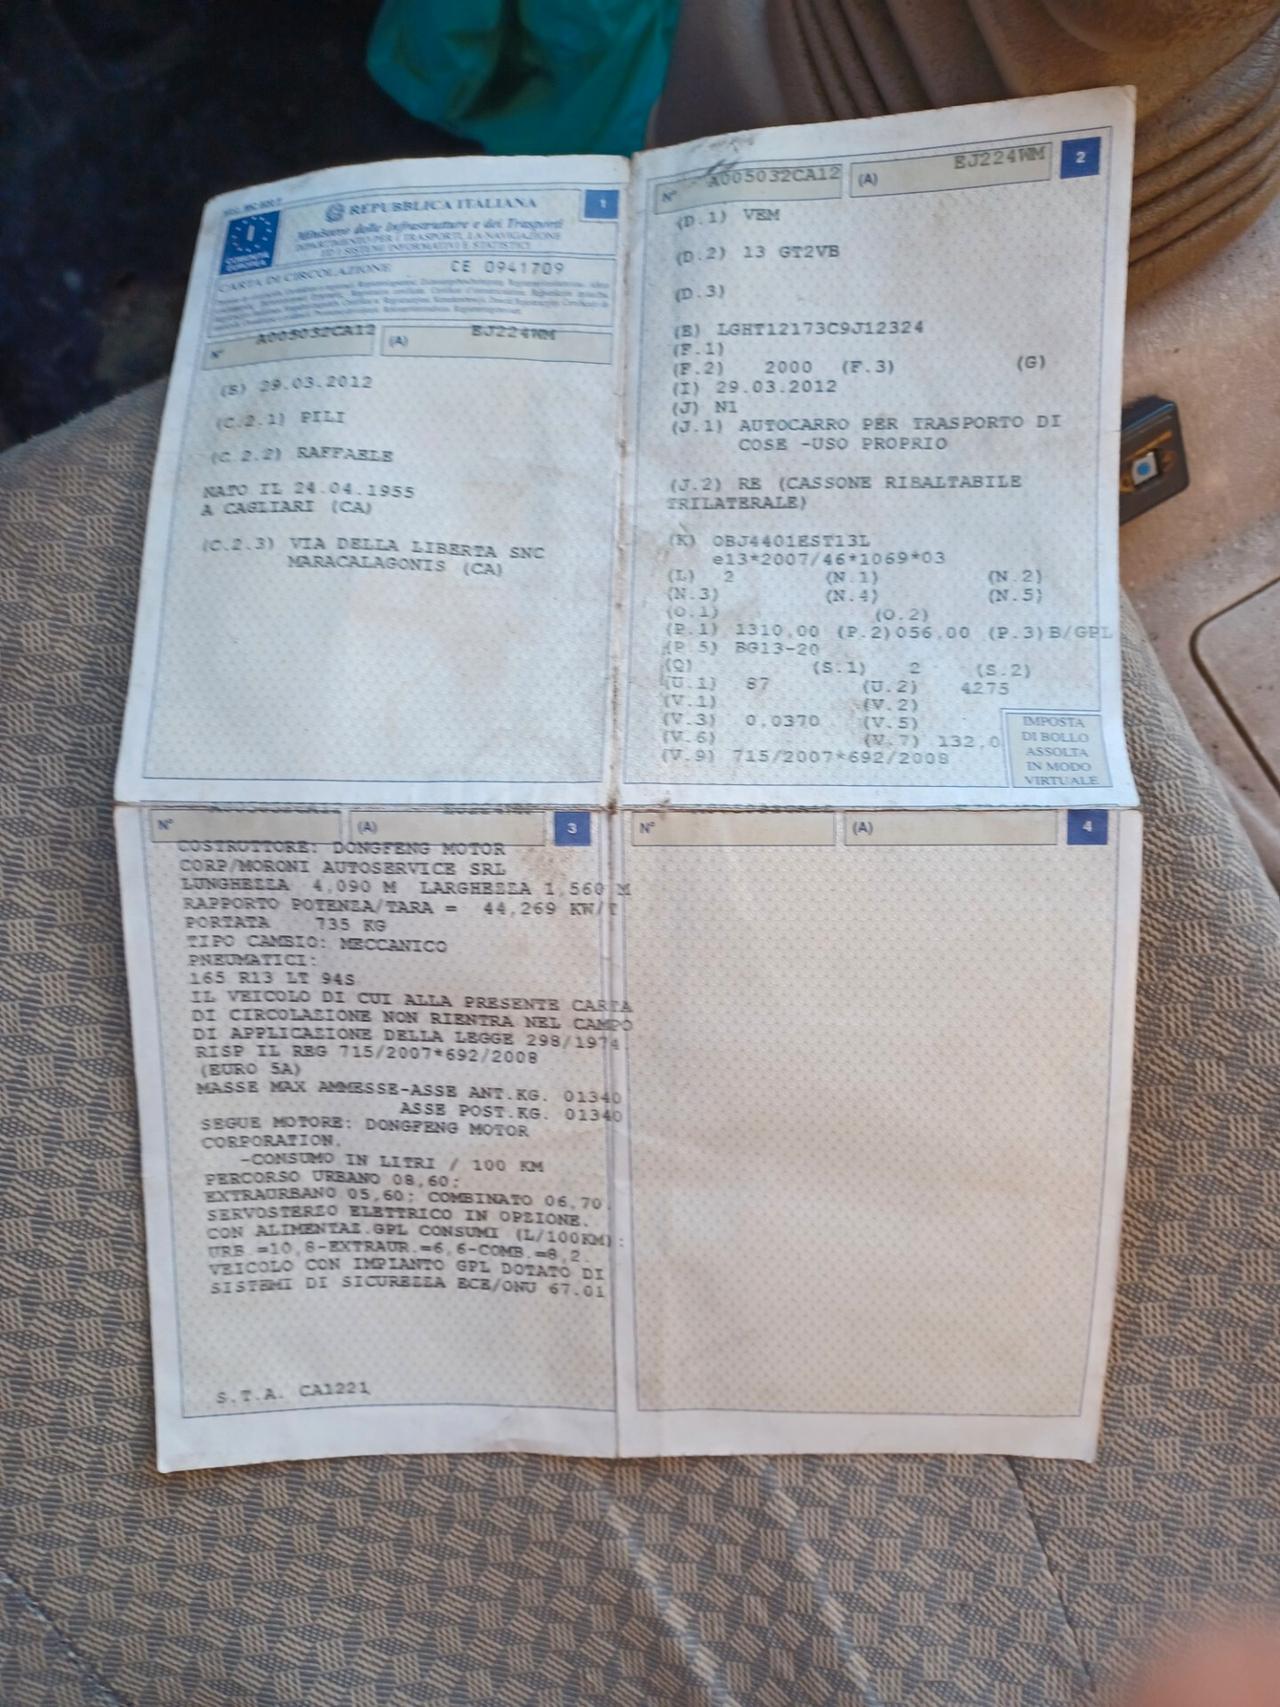 REPUBBLICA ITALIANA
Ministero delle Infrastrutture e dei Trasporti
DIPARTIMENTO PER I TRASPORTI, LA NAVIGAZIONE
ED I SISTEMI INFORMATIVI E STATISTICI
I
COMUNITÀ
EUROPEA
1
CARTA DI CIRCOLAZIONE CE 0941709
N° A005032CA12 (A) EJ224WM
(B) 29.03.2012
(C.2.1) PILI
(C.2.2) RAFFAELE
NATO IL 24.04.1955
A CAGLIARI (CA)
(C.2.3) VIA DELLA LIBERTA SNC
MARACALAGONIS (CA)
N° A005032CA12 (A) EJ224WM 2
(D.1) VEM
(D.2) 13 GT2VB
(D.3)
(E) LGHT12173C9J12324
(F.1)
(F.2) 2000 (F.3) (G)
(I) 29.03.2012
(J) N1
(J.1) AUTOCARRO PER TRASPORTO DI
COSE -USO PROPRIO
(J.2) RE (CASSONE RIBALTABILE
TRILATERALE)
(K) OBJ4401EST13L
e13*2007/46*1069*03
(L) 2 (N.1) (N.2)
(N.3) (N.4) (N.5)
(O.1) (O.2)
(P.1) 1310,00 (P.2)056,00 (P.3)B/GPL
(P.5) BG13-20
(Q) (S.1) 2 (S.2)
(U.1) 87 (U.2) 4275
(V.1) (V.2)
(V.3) 0,0370 (V.5)
(V.6) (V.7) 132,0
(V.9) 715/2007*692/2008
IMPOSTA
DI BOLLO
ASSOLTA
IN MODO
VIRTUALE
N° (A) 3
COSTRUTTORE: DONGFENG MOTOR
CORP/MORONI AUTOSERVICE SRL
LUNGHEZZA 4,090 M LARGHEZZA 1,560 M
RAPPORTO POTENZA/TARA = 44,269 KW/T
PORTATA 735 KG
TIPO CAMBIO: MECCANICO
PNEUMATICI:
165 R13 LT 94S
IL VEICOLO DI CUI ALLA PRESENTE CARTA
DI CIRCOLAZIONE NON RIENTRA NEL CAMPO
DI APPLICAZIONE DELLA LEGGE 298/1974
RISP IL REG 715/2007*692/2008
(EURO 5A)
MASSE MAX AMMESSE-ASSE ANT.KG. 01340
ASSE POST.KG. 01340
SEGUE MOTORE: DONGFENG MOTOR
CORPORATION.
-CONSUMO IN LITRI / 100 KM
PERCORSO URBANO 08,60:
EXTRAURBANO 05,60: COMBINATO 06,70.
SERVOSTERZO ELETTRICO IN OPZIONE.
CON ALIMENTAZ.GPL CONSUMI (L/100KM):
URB.=10,8-EXTRAUR.=6,6-COMB.=8,2.
VEICOLO CON IMPIANTO GPL DOTATO DI
SISTEMI DI SICUREZZA ECE/ONU 67.01
S.T.A. CA1221
N° (A) 4